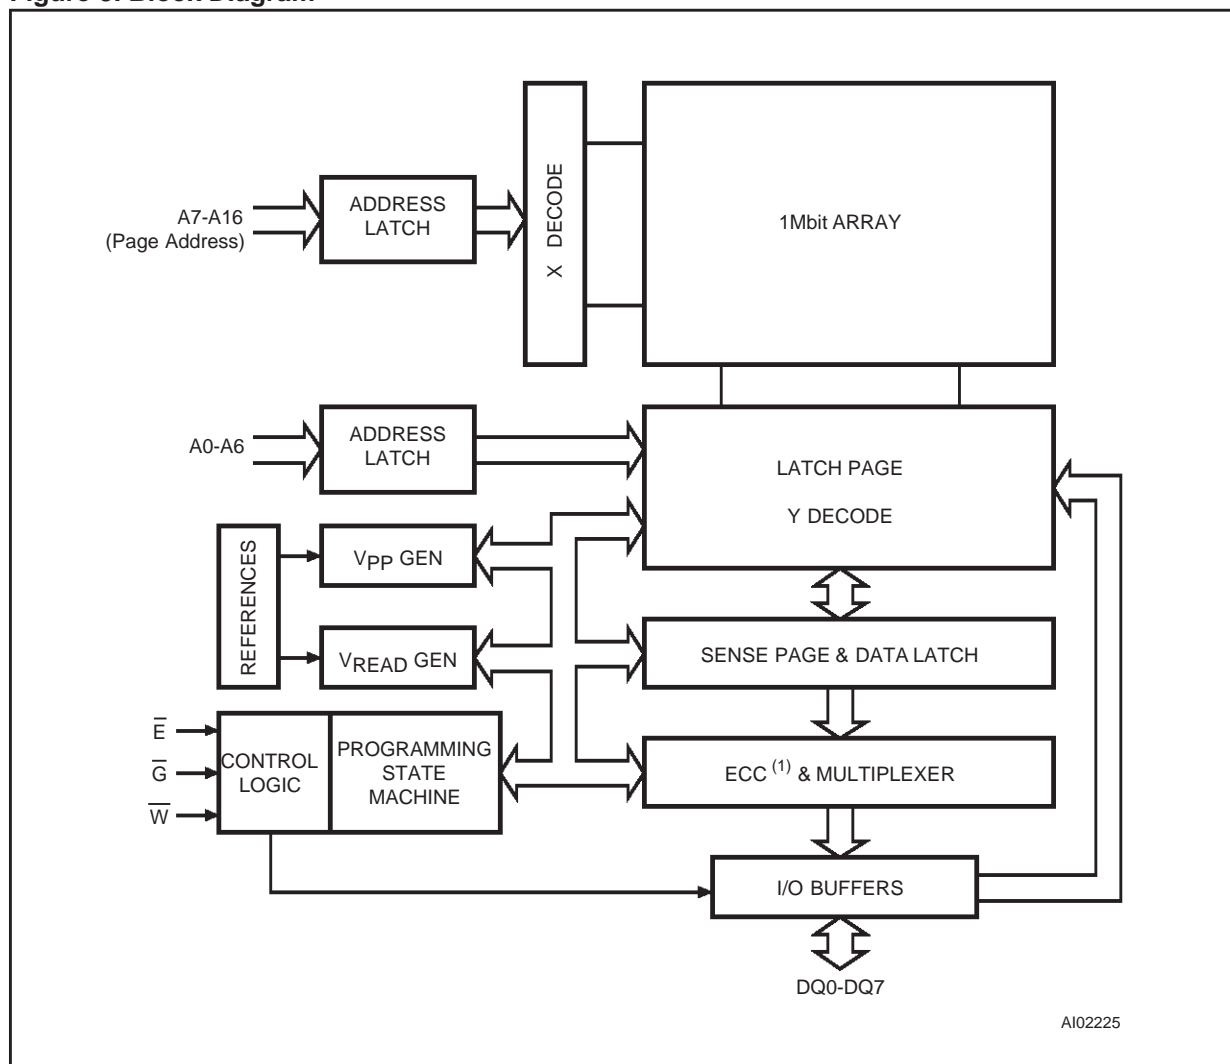 Figure 3. Block Diagram
ADDRESS
LATCH
A7-A16
(Page Address)
X DECODE
1Mbit ARRAY
ADDRESS
LATCH
A0-A6
LATCH PAGE
Y DECODE
REFERENCES
VPP GEN
VREAD GEN
SENSE PAGE & DATA LATCH
E̅
G̅
W̅
CONTROL
LOGIC
PROGRAMMING
STATE
MACHINE
ECC (1) & MULTIPLEXER
I/O BUFFERS
DQ0-DQ7
AI02225